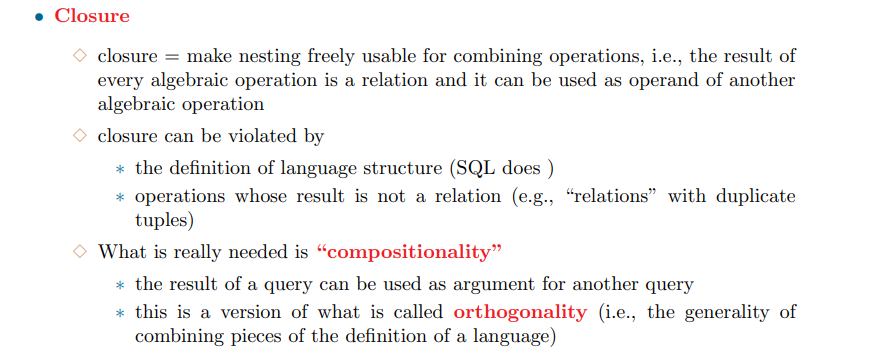 • Closure
◇ closure = make nesting freely usable for combining operations, i.e., the result of
every algebraic operation is a relation and it can be used as operand of another
algebraic operation
◇ closure can be violated by
∗ the definition of language structure (SQL does )
∗ operations whose result is not a relation (e.g., “relations” with duplicate
tuples)
◇ What is really needed is “compositionality”
∗ the result of a query can be used as argument for another query
∗ this is a version of what is called orthogonality (i.e., the generality of
combining pieces of the definition of a language)